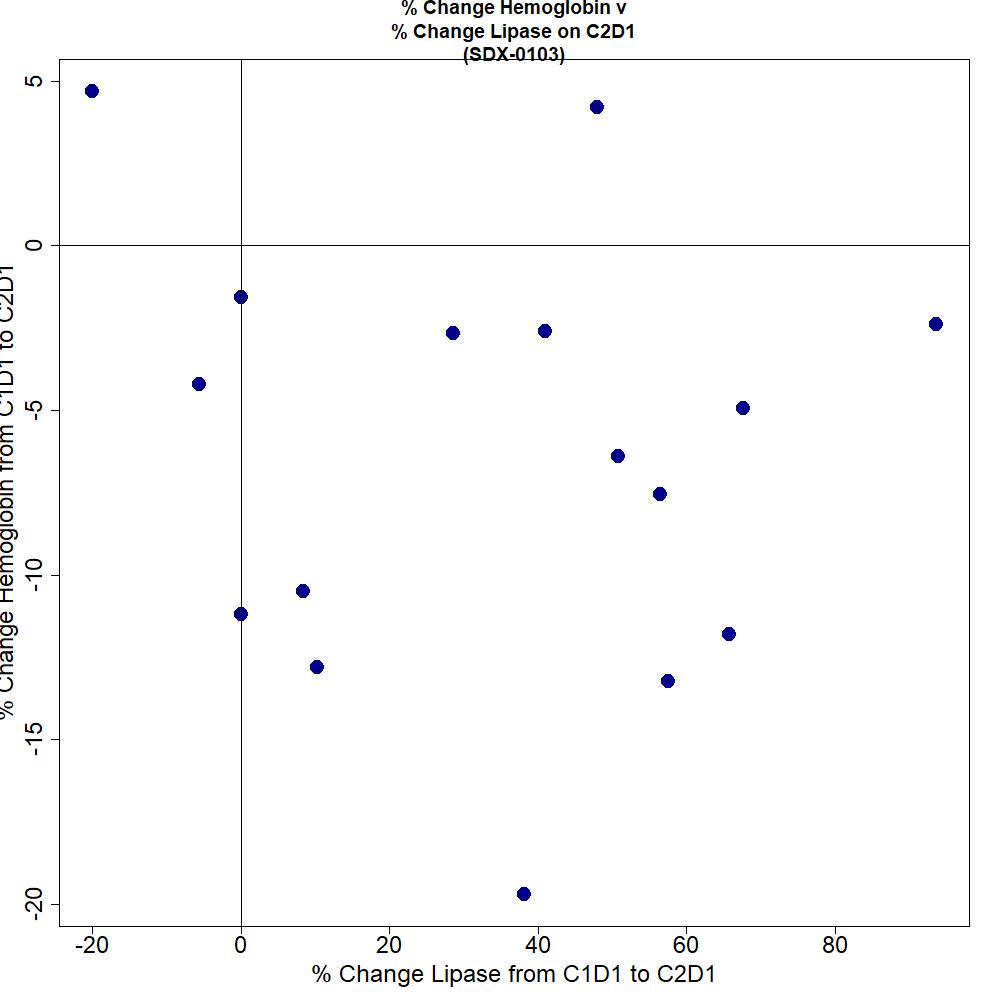 % Change Hemoglobin v
% Change Lipase on C2D1
(SDX-0103)
5
0
-5
-10
-15
-20
% Change Hemoglobin from C1D1 to C2D1
-20 0 20 40 60 80
% Change Lipase from C1D1 to C2D1